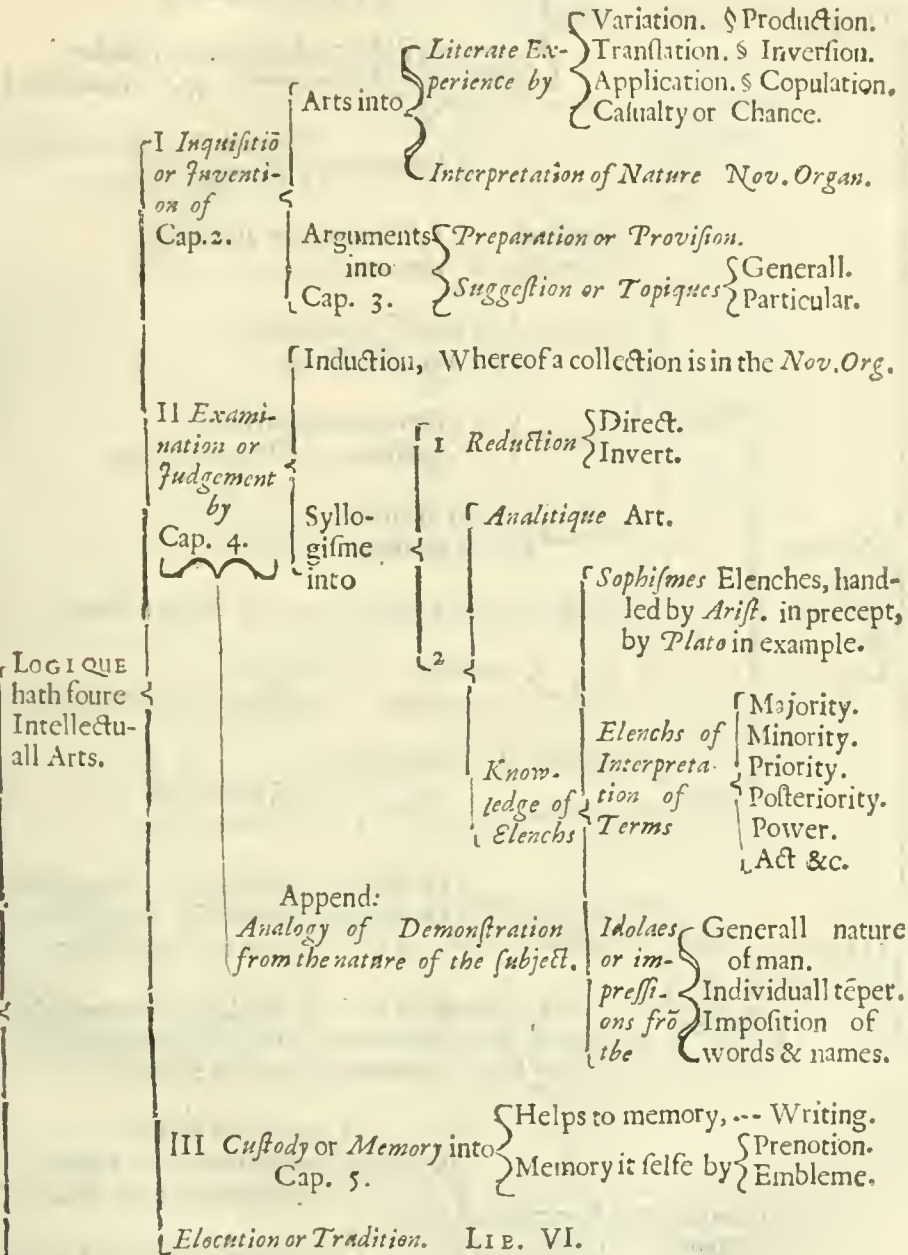 Variation. § Production.
Literate Ex- Tranſlation. § Inverſion.
Arts into perience by Application. § Copulation.
Caſualty or Chance.
I Inquiſitiō
or Inventi- Interpretation of Nature Nov. Organ.
on of
Cap. 2. Arguments Preparation or Proviſion.
into Generall.
Cap. 3. Suggeſtion or Topiques Particular.
Induction, Whereof a collection is in the Nov. Org.
II Exami-
nation or 1 Reduction Direct.
Judgement Invert.
by Syllo- Analitique Art.
Cap. 4. giſme
into Sophiſmes Elenches, hand-
led by Ariſt. in precept,
2 by Plato in example.
LOGIQUE
hath foure Majority.
Intellectu- Elenchs of Minority.
all Arts. Know- Interpreta- Priority.
ledge of tion of Poſteriority.
Elenchs Terms Power.
Act &c.
Append:
Analogy of Demonſtration Idolaes Generall nature
from the nature of the ſubject. or im- of man.
preſſi- Individuall tēper.
ons frō Impoſition of
the words & names.
Helps to memory, --- Writing.
III Cuſtody or Memory into Prenotion.
Cap. 5. Memory it ſelfe by Embleme.
Elocution or Tradition. LIB. VI.